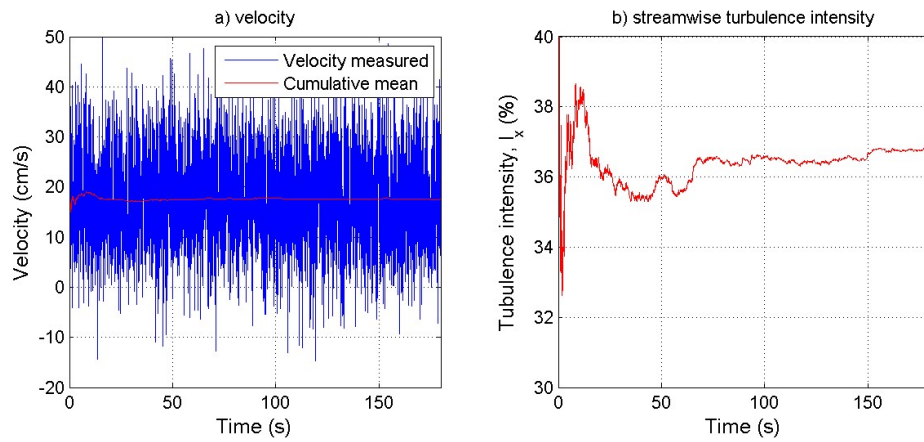 a) velocity
50
40
30
20
10
0
-10
-20
Velocity (cm/s)
Velocity measured
Cumulative mean
0
50
100
150
Time (s)
b) streamwise turbulence intensity
40
38
36
34
32
30
Tubulence intensity, I_x (%)
0
50
100
150
Time (s)